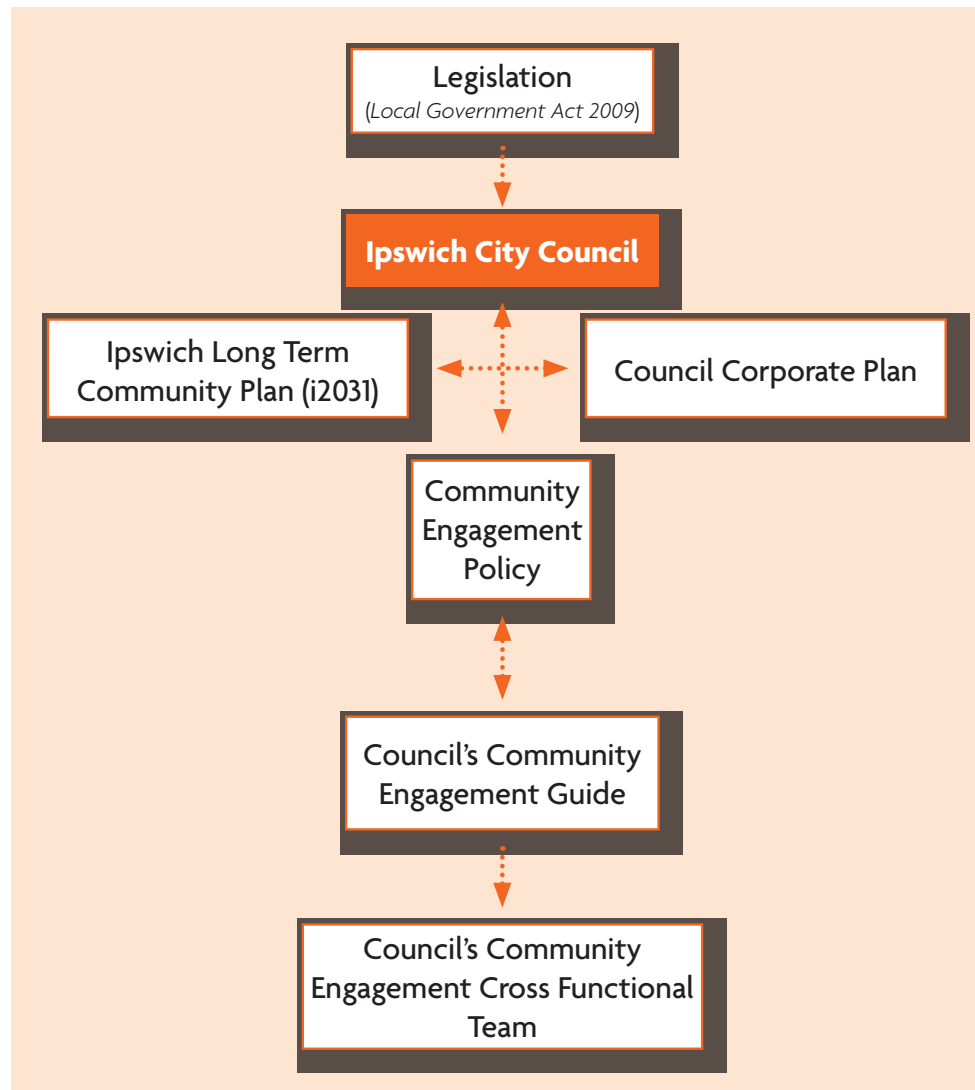 Legislation
(Local Government Act 2009)
Ipswich City Council
Ipswich Long Term
Community Plan (i2031)
Council Corporate Plan
Community
Engagement
Policy
Council’s Community
Engagement Guide
Council’s Community
Engagement Cross Functional
Team